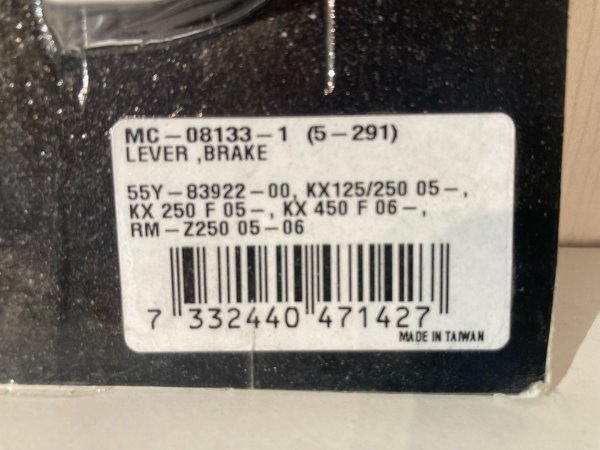 MC-08133-1 (5-291)
LEVER ,BRAKE
55Y-83922-00, KX125/250 05-,
KX 250 F 05-, KX 450 F 06-,
RM-Z250 05-06
7 332440 471427
MADE IN TAIWAN